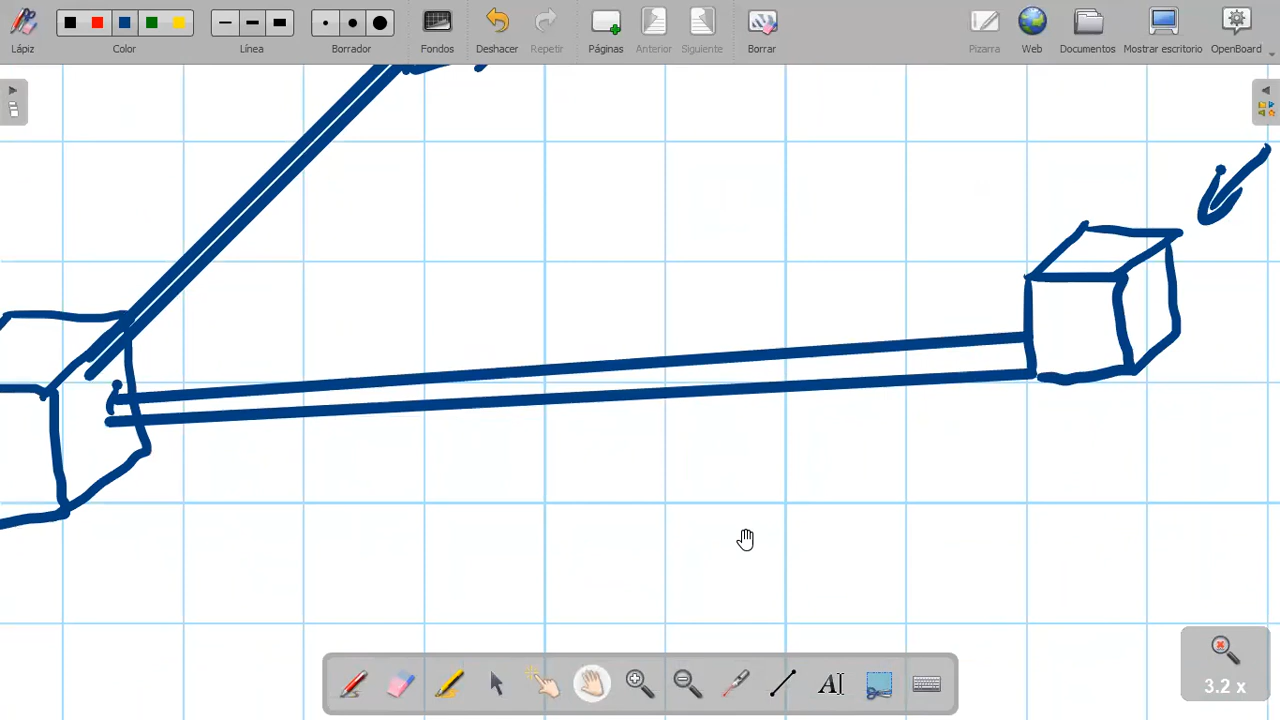 Lápiz Color Línea Borrador Fondos Deshacer Repetir Páginas Anterior Siguiente Borrar Pizarra Web Documentos Mostrar escritorio OpenBoard
AI
3.2 x